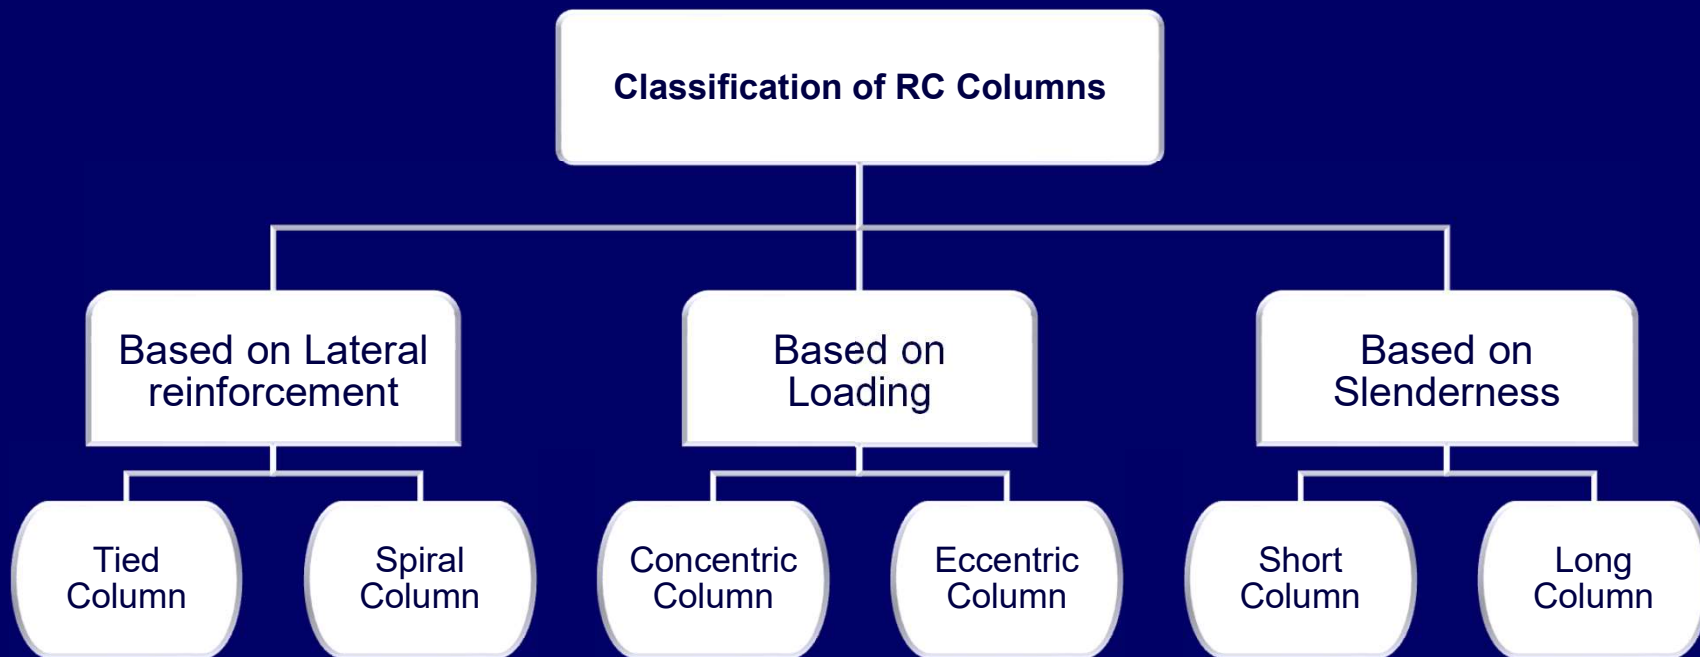 Classification of RC Columns
Based on Lateral
reinforcement
Based on
Loading
Based on
Slenderness
Tied
Column
Spiral
Column
Concentric
Column
Eccentric
Column
Short
Column
Long
Column